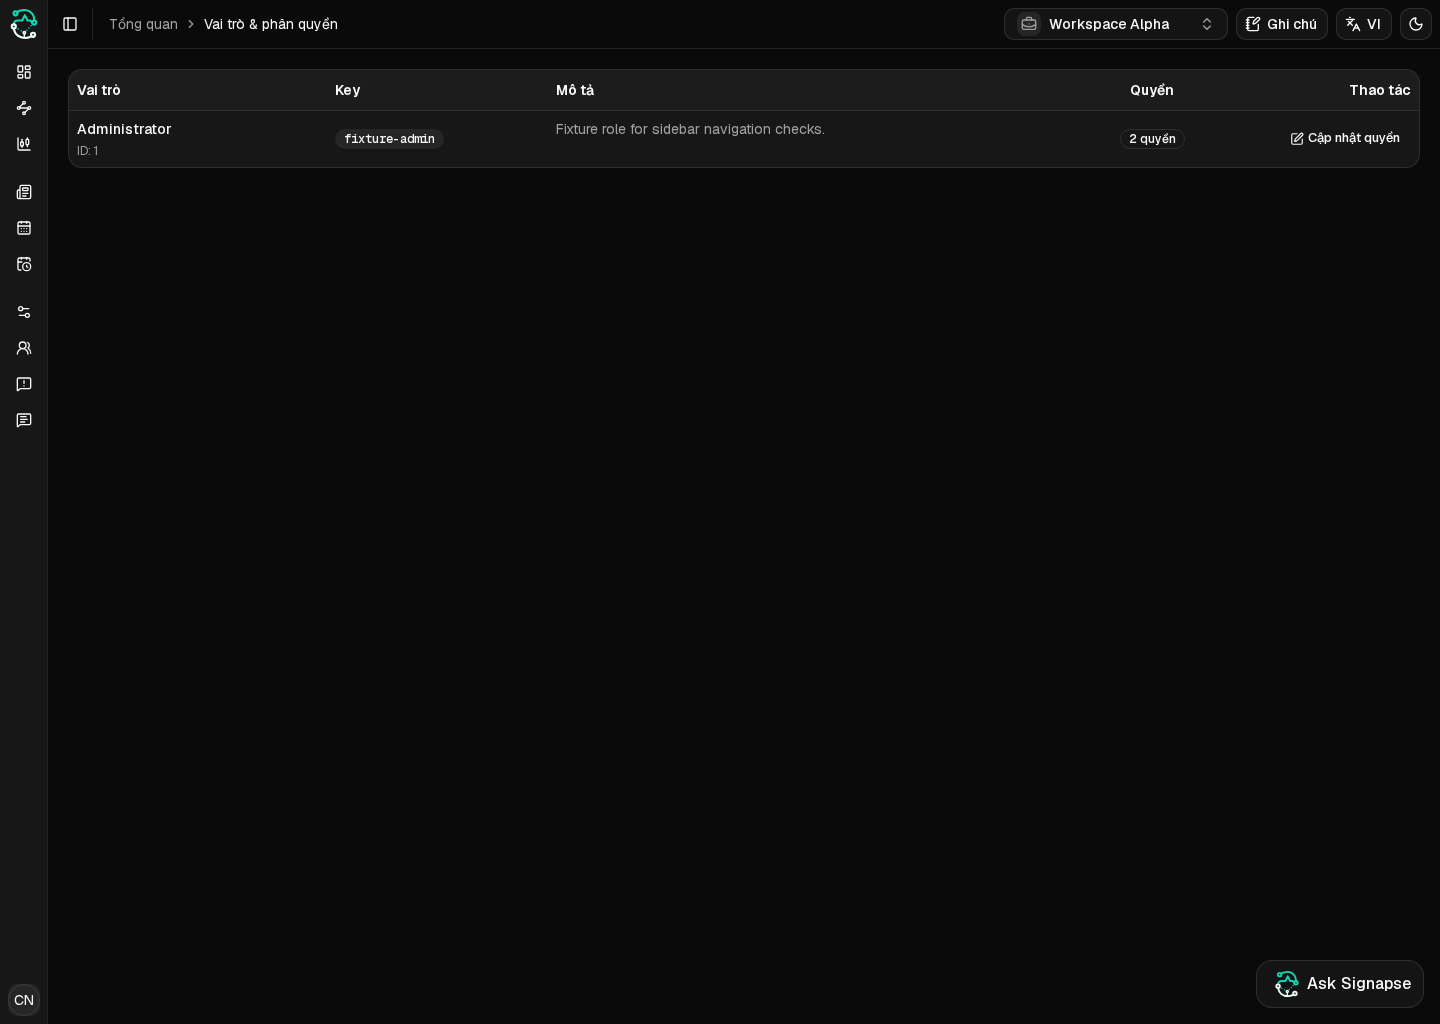 Tổng quan > Vai trò & phân quyền
Workspace Alpha
Ghi chú
VI
Vai trò Key Mô tả Quyền Thao tác
Administrator fixture-admin Fixture role for sidebar navigation checks. 2 quyền Cập nhật quyền
ID: 1
CN
Ask Signapse